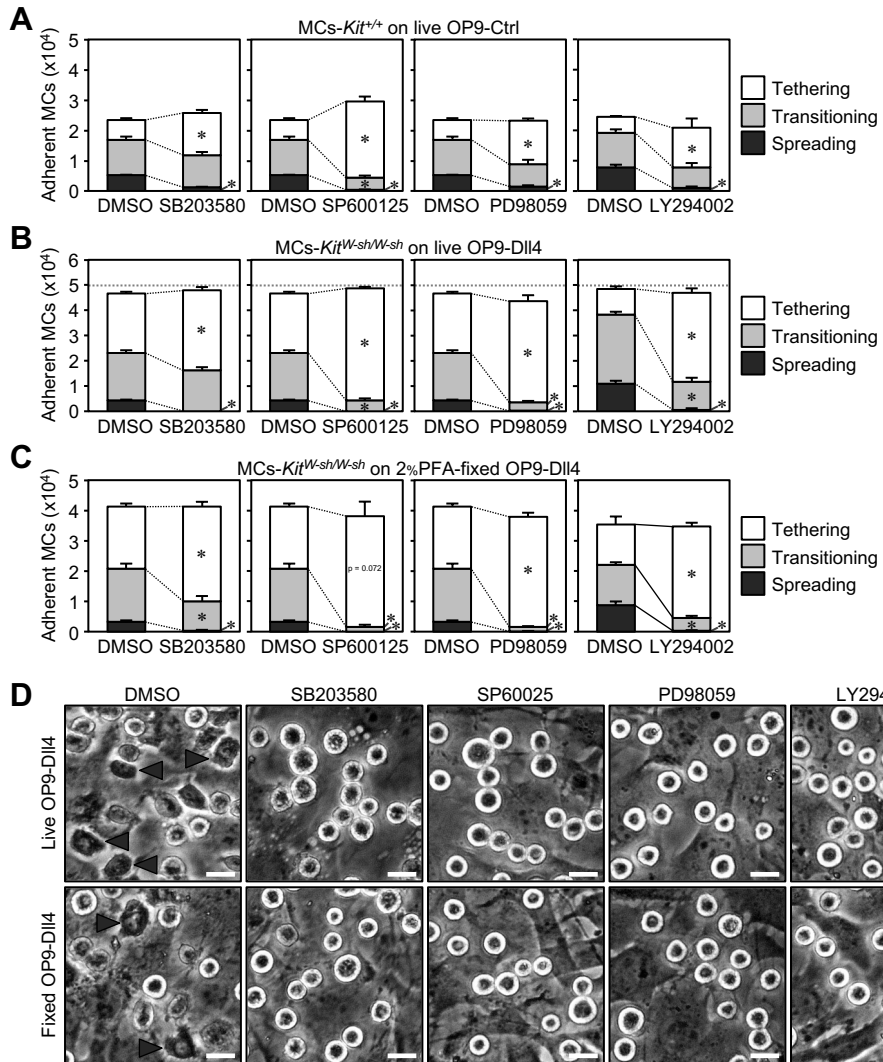 A
MCs-Kit+/+ on live OP9-Ctrl
Adherent MCs (x10⁴)
5
4
3
2
1
0
* * * * * * * * *
Tethering
Transitioning
Spreading
DMSO SB203580 DMSO SP600125 DMSO PD98059 DMSO LY294002
B
MCs-KitW-sh/W-sh on live OP9-Dll4
Adherent MCs (x10⁴)
6
5
4
3
2
1
0
* * * * * * * * * * *
Tethering
Transitioning
Spreading
DMSO SB203580 DMSO SP600125 DMSO PD98059 DMSO LY294002
C
MCs-KitW-sh/W-sh on 2%PFA-fixed OP9-Dll4
Adherent MCs (x10⁴)
5
4
3
2
1
0
* * * p = 0.072 * * * * * * * *
Tethering
Transitioning
Spreading
DMSO SB203580 DMSO SP600125 DMSO PD98059 DMSO LY294002
D
DMSO SB203580 SP60025 PD98059 LY294
Live OP9-Dll4
Fixed OP9-Dll4